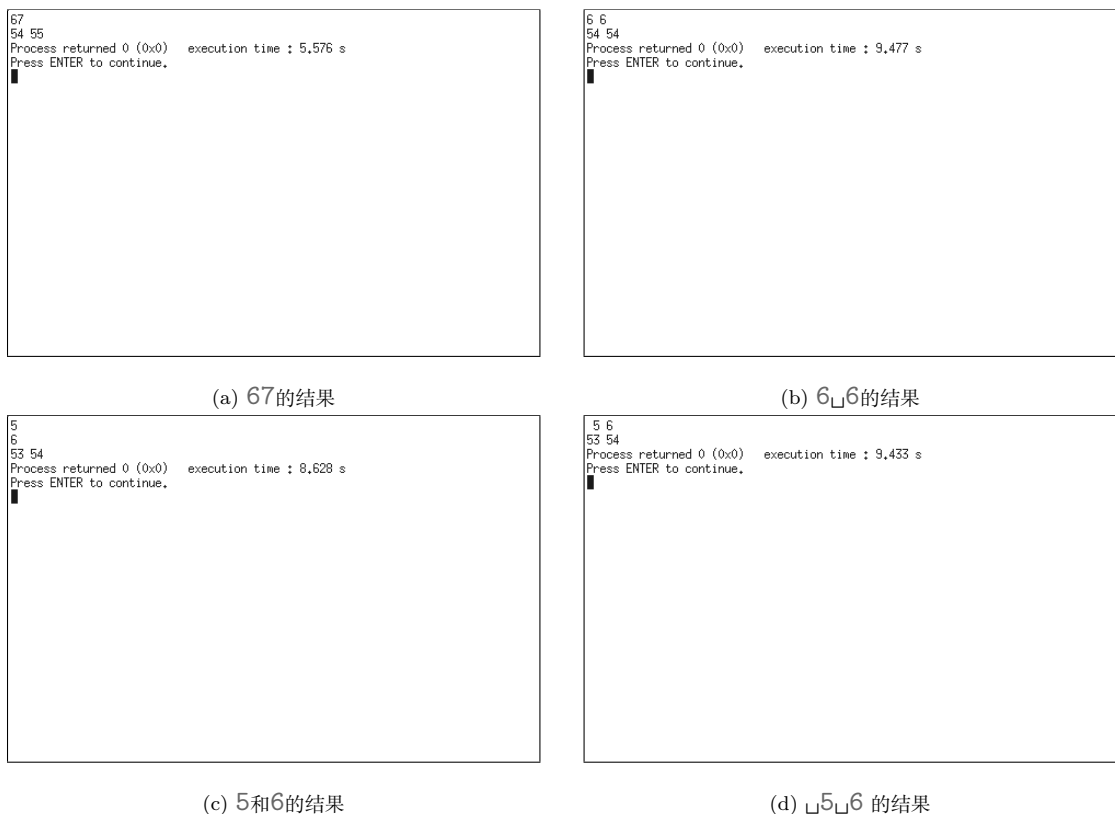 67
54 55
Process returned 0 (0x0)   execution time : 5.576 s
Press ENTER to continue.
(a) 67的结果
6 6
54 54
Process returned 0 (0x0)   execution time : 9.477 s
Press ENTER to continue.
(b) 6␣6的结果
5
6
53 54
Process returned 0 (0x0)   execution time : 8.628 s
Press ENTER to continue.
(c) 5和6的结果
 5 6
53 54
Process returned 0 (0x0)   execution time : 9.433 s
Press ENTER to continue.
(d) ␣5␣6 的结果